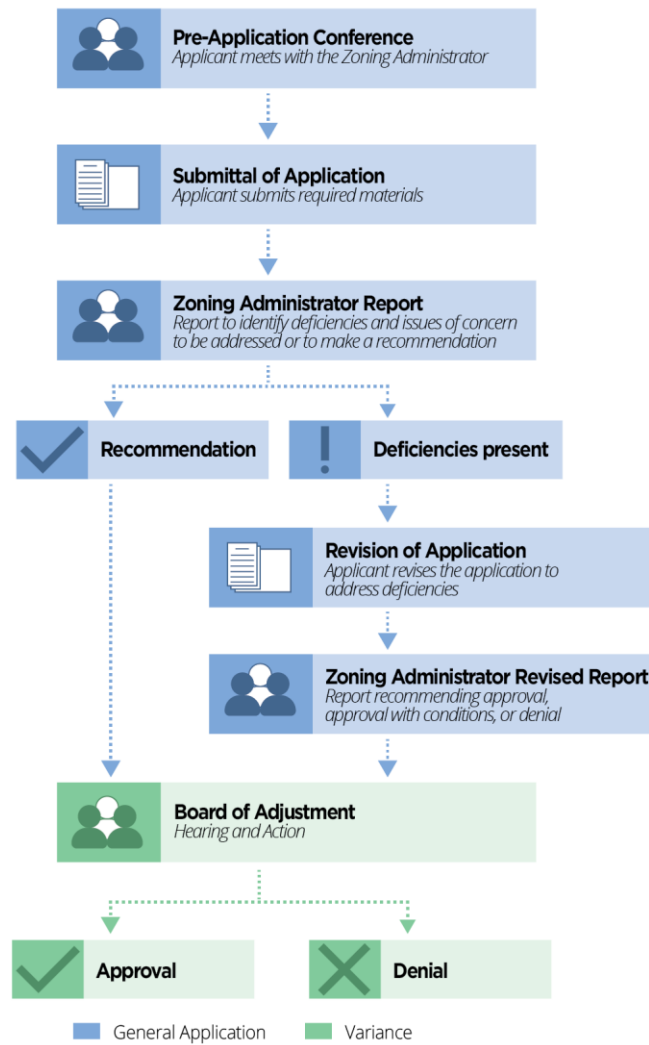 Pre-Application Conference
Applicant meets with the Zoning Administrator
Submittal of Application
Applicant submits required materials
Zoning Administrator Report
Report to identify deficiencies and issues of concern
to be addressed or to make a recommendation
Recommendation
! Deficiencies present
Revision of Application
Applicant revises the application to
address deficiencies
Zoning Administrator Revised Report
Report recommending approval,
approval with conditions, or denial
Board of Adjustment
Hearing and Action
Approval
Denial
General Application
Variance